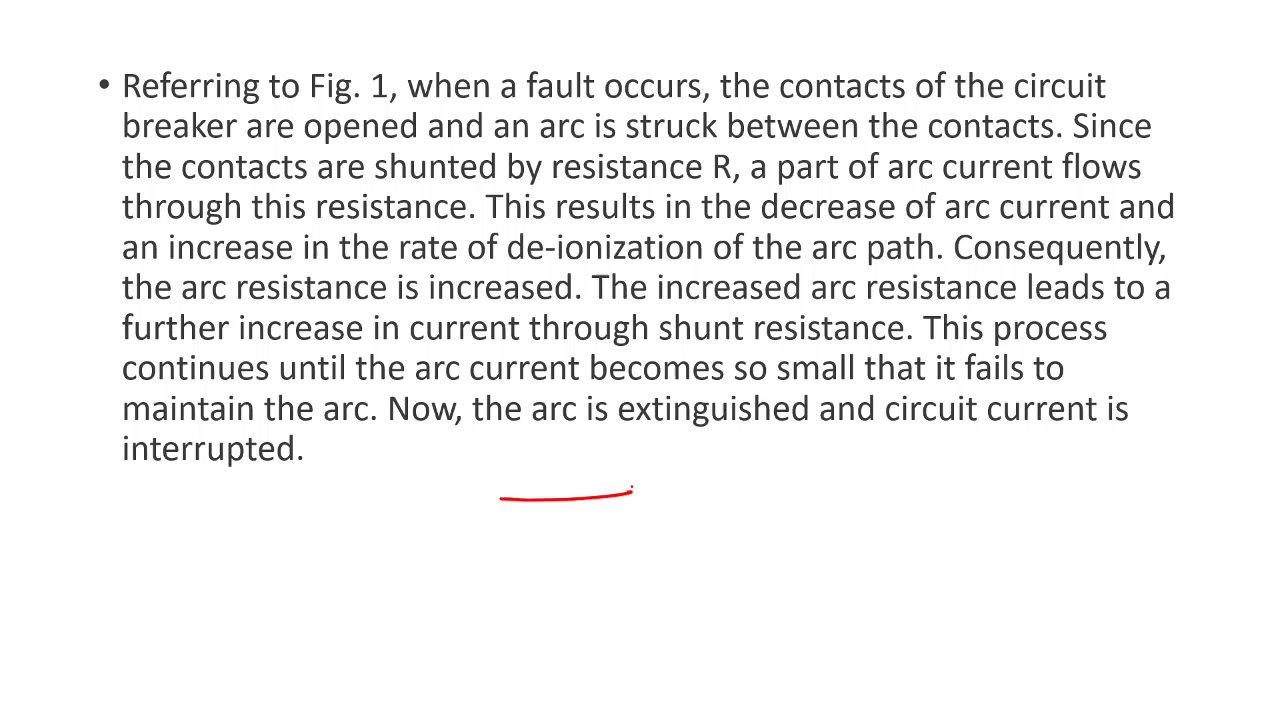 • Referring to Fig. 1, when a fault occurs, the contacts of the circuit
breaker are opened and an arc is struck between the contacts. Since
the contacts are shunted by resistance R, a part of arc current flows
through this resistance. This results in the decrease of arc current and
an increase in the rate of de-ionization of the arc path. Consequently,
the arc resistance is increased. The increased arc resistance leads to a
further increase in current through shunt resistance. This process
continues until the arc current becomes so small that it fails to
maintain the arc. Now, the arc is extinguished and circuit current is
interrupted.